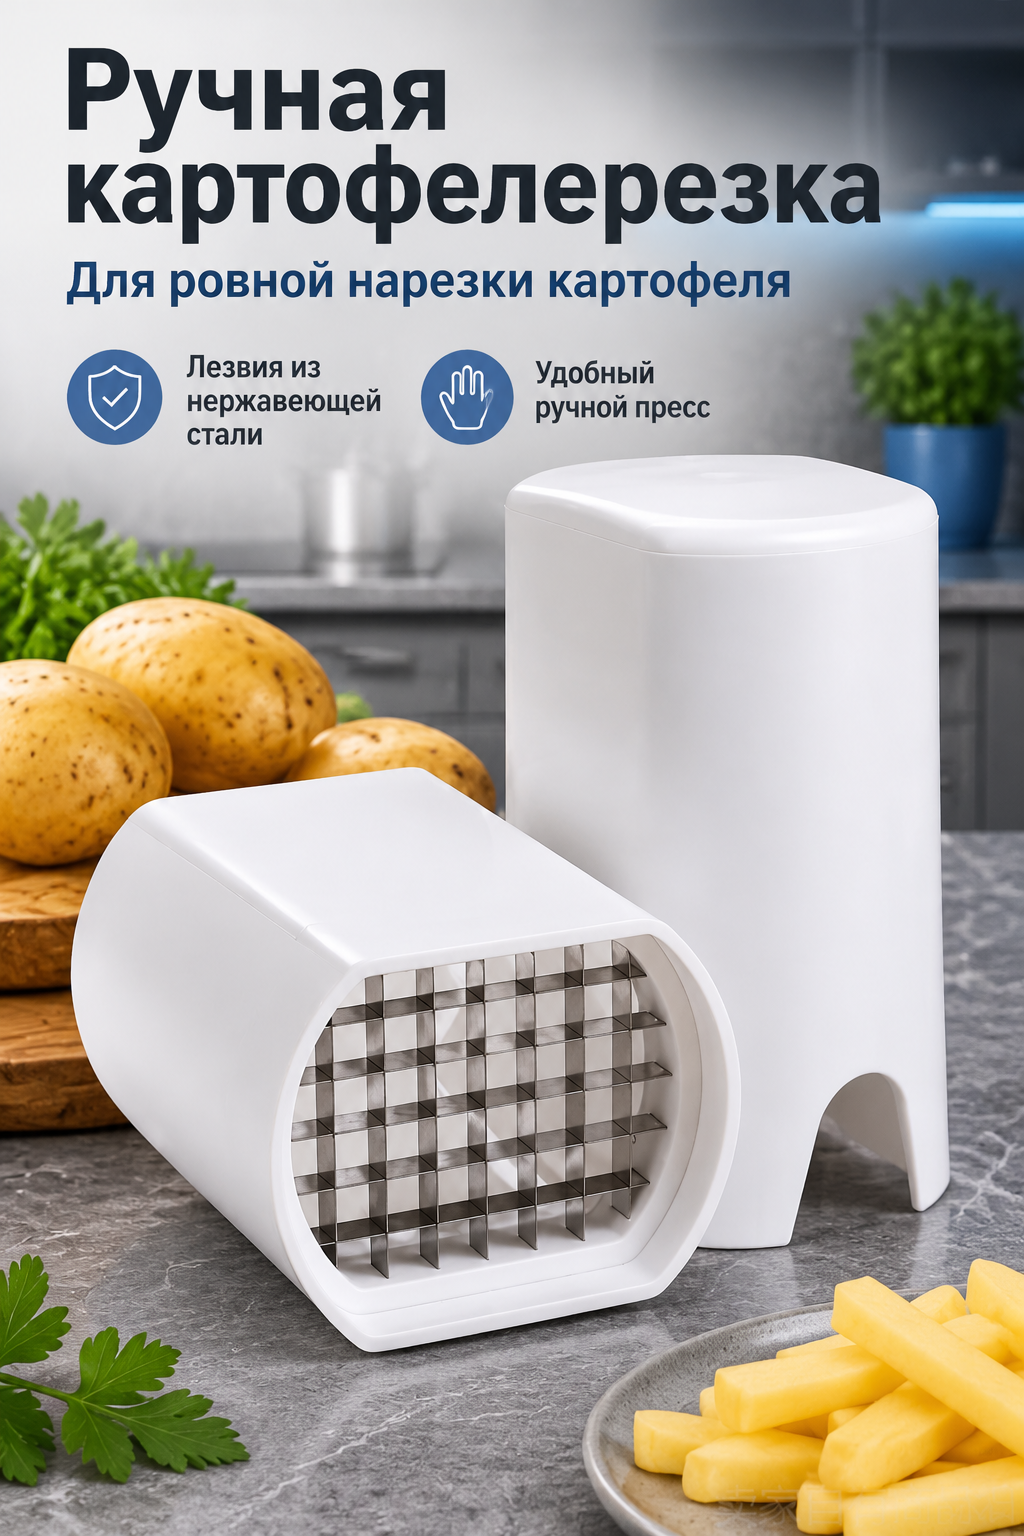 Ручная
картофелерезка
Для ровной нарезки картофеля
Лезвия из
нержавеющей
стали
Удобный
ручной пресс